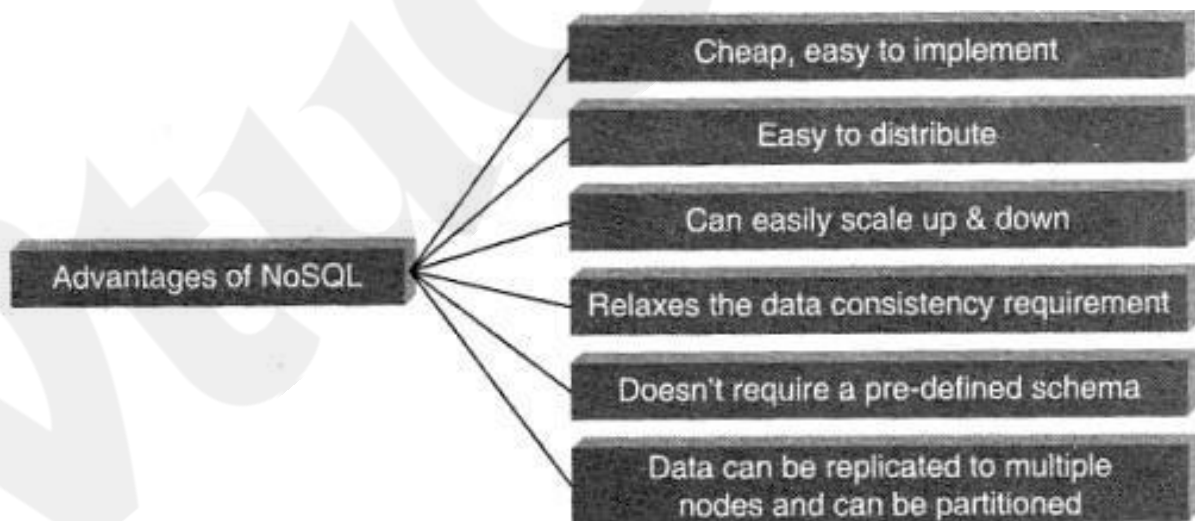 Cheap, easy to implement
Easy to distribute
Can easily scale up & down
Advantages of NoSQL
Relaxes the data consistency requirement
Doesn't require a pre-defined schema
Data can be replicated to multiple
nodes and can be partitioned